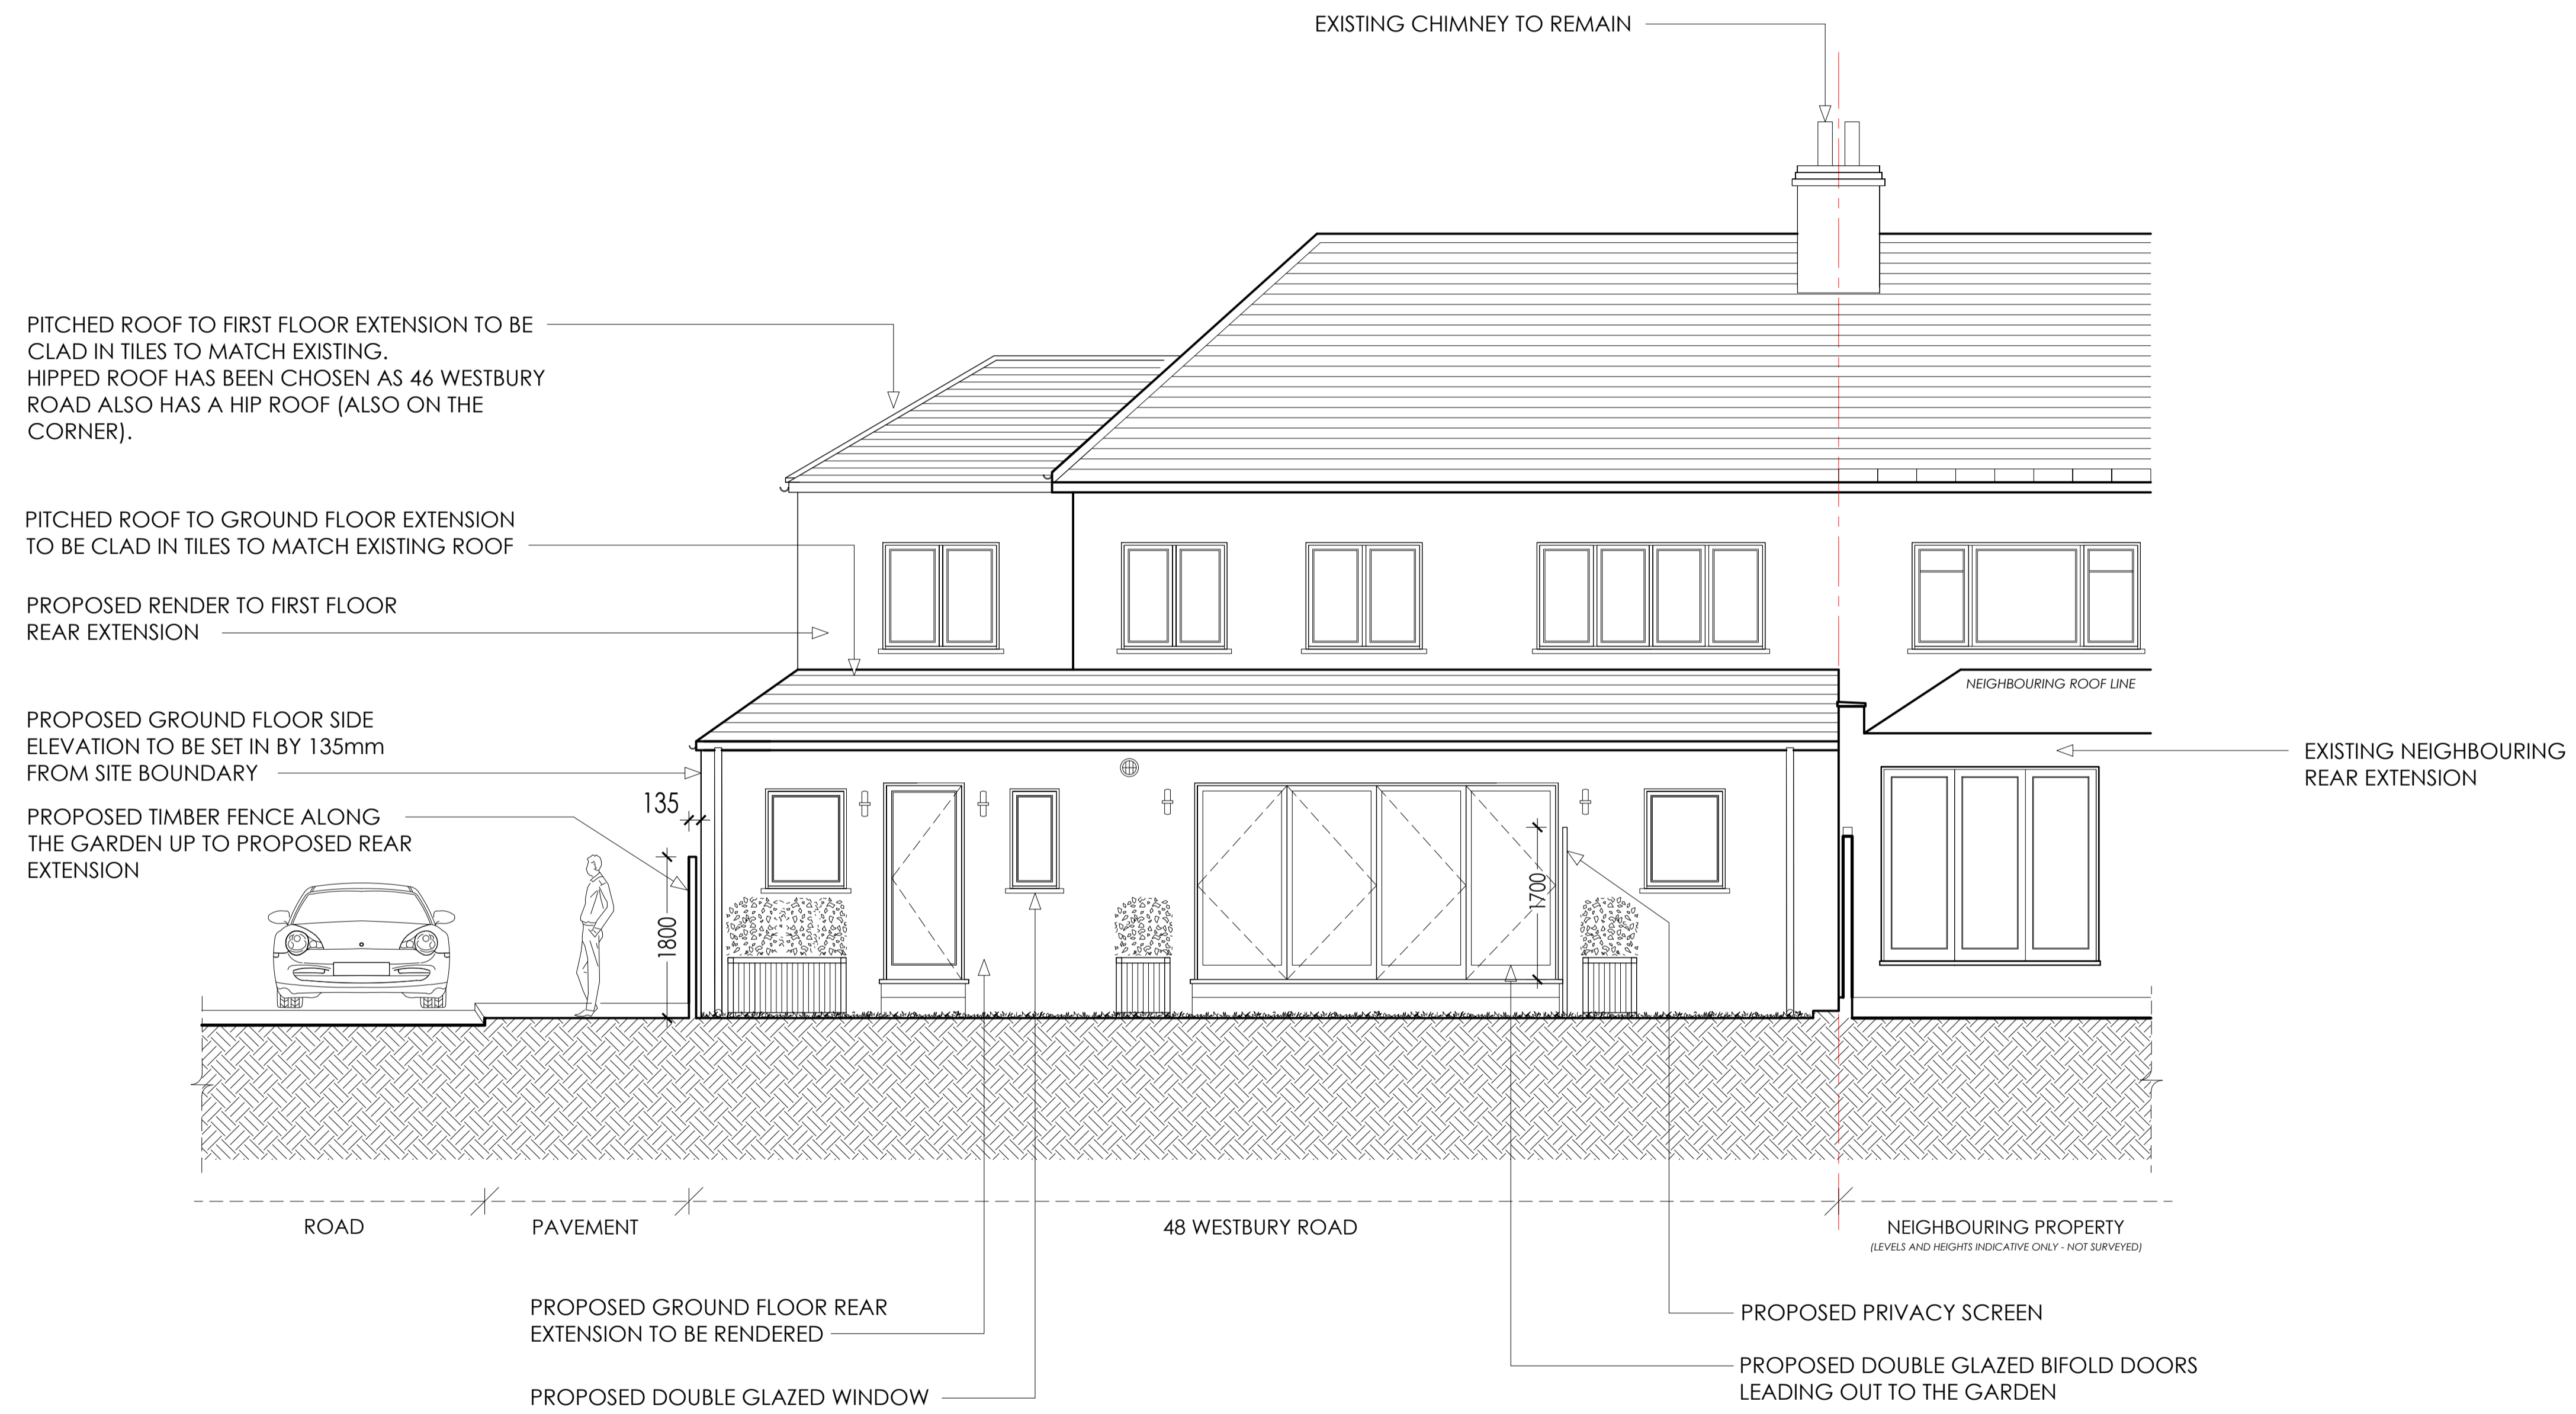 EXISTING CHIMNEY TO REMAIN
PITCHED ROOF TO FIRST FLOOR EXTENSION TO BE
CLAD IN TILES TO MATCH EXISTING.
HIPPED ROOF HAS BEEN CHOSEN AS 46 WESTBURY
ROAD ALSO HAS A HIP ROOF (ALSO ON THE
CORNER).
PITCHED ROOF TO GROUND FLOOR EXTENSION
TO BE CLAD IN TILES TO MATCH EXISTING ROOF
PROPOSED RENDER TO FIRST FLOOR
REAR EXTENSION
NEIGHBOURING ROOF LINE
PROPOSED GROUND FLOOR SIDE
ELEVATION TO BE SET IN BY 135mm
FROM SITE BOUNDARY
EXISTING NEIGHBOURING
REAR EXTENSION
135
PROPOSED TIMBER FENCE ALONG
THE GARDEN UP TO PROPOSED REAR
EXTENSION
1800
1700
ROAD
PAVEMENT
48 WESTBURY ROAD
NEIGHBOURING PROPERTY
(LEVELS AND HEIGHTS INDICATIVE ONLY - NOT SURVEYED)
PROPOSED GROUND FLOOR REAR
EXTENSION TO BE RENDERED
PROPOSED PRIVACY SCREEN
PROPOSED DOUBLE GLAZED BIFOLD DOORS
LEADING OUT TO THE GARDEN
PROPOSED DOUBLE GLAZED WINDOW